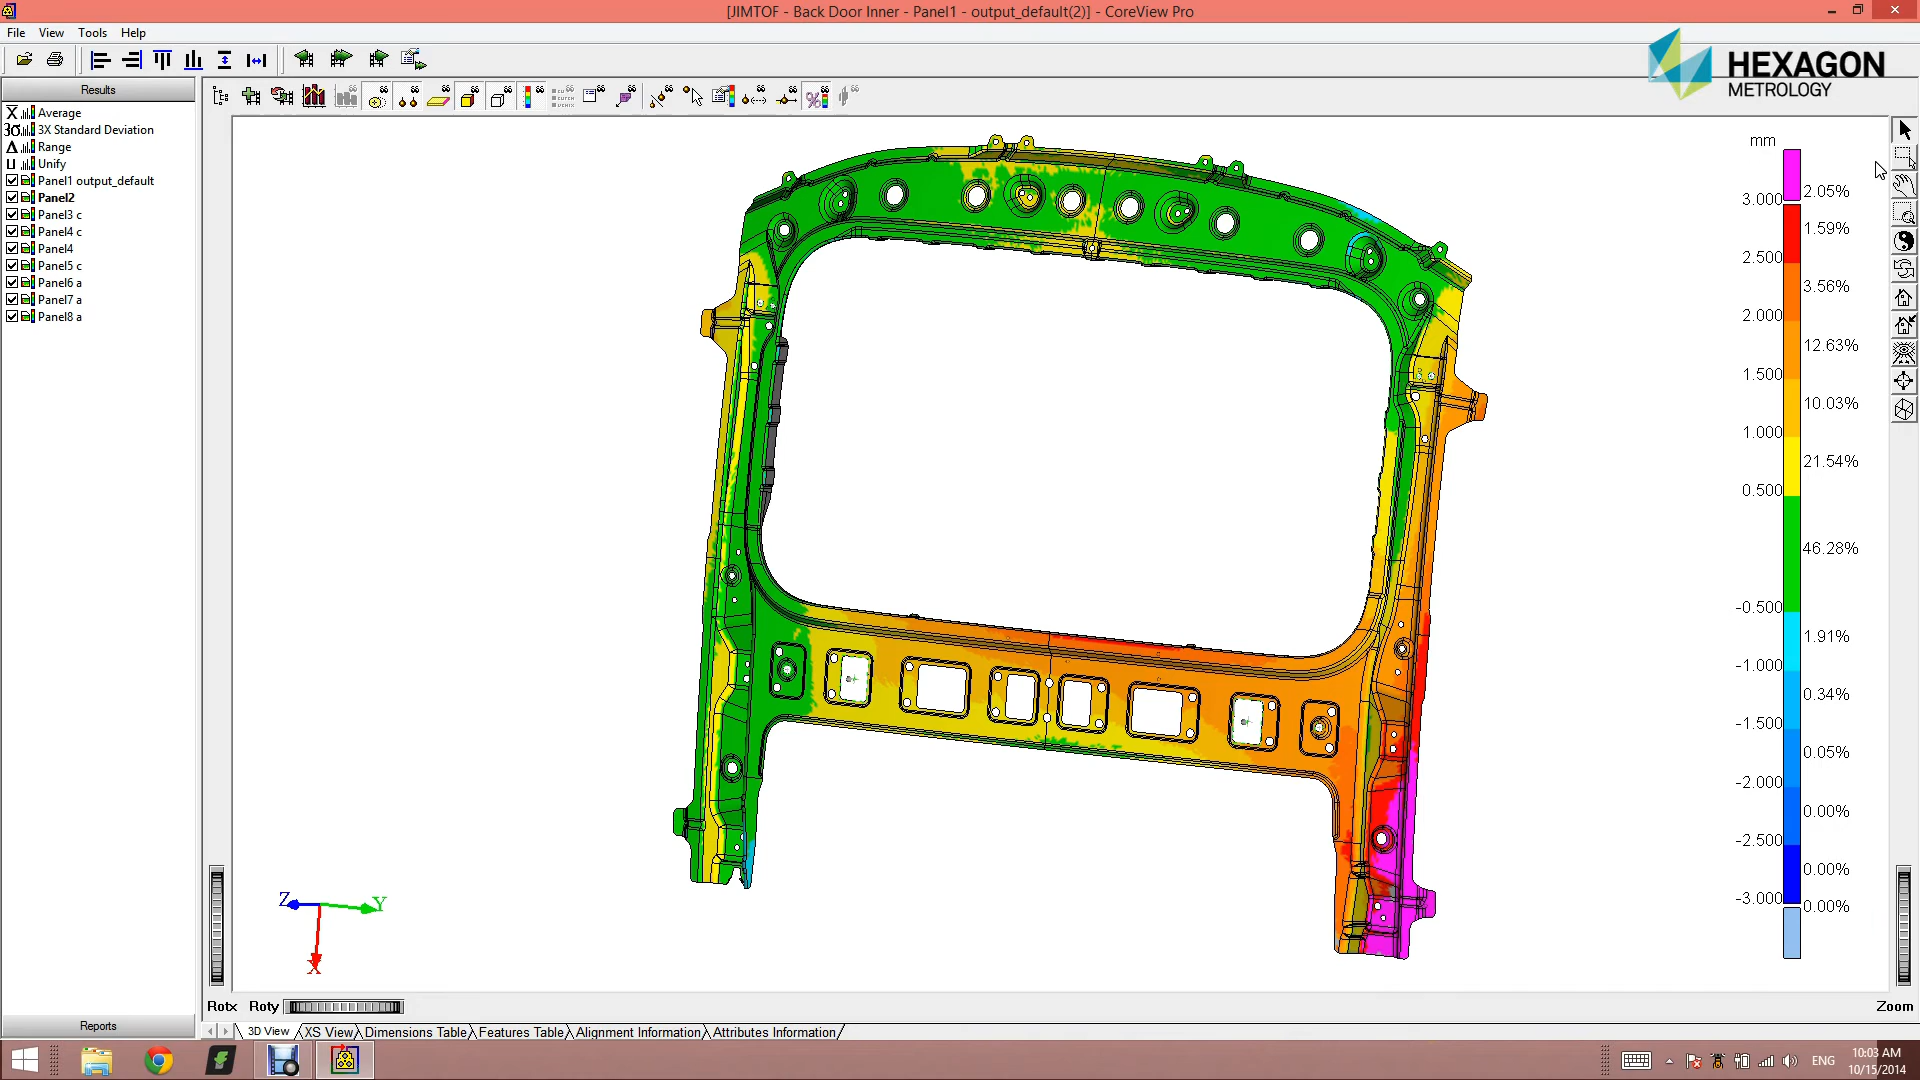 [JIMTOF - Back Door Inner - Panel1 - output_default(2)] - CoreView Pro
File View Tools Help
HEXAGON
METROLOGY
Results
Average
3X Standard Deviation
Range
Unify
Panel1 output_default
Panel2
Panel3 c
Panel4 c
Panel4
Panel5 c
Panel6 a
Panel7 a
Panel8 a
mm
2.05%
3.000
1.59%
2.500
3.56%
2.000
12.63%
1.500
10.03%
1.000
21.54%
0.500
46.28%
-0.500
1.91%
-1.000
0.34%
-1.500
0.05%
-2.000
0.00%
-2.500
0.00%
-3.000
0.00%
Z Y
X
Rotx Roty
Zoom
Reports
3D View XS View Dimensions Table Features Table Alignment Information Attributes Information
ENG
10:03 AM
10/15/2014